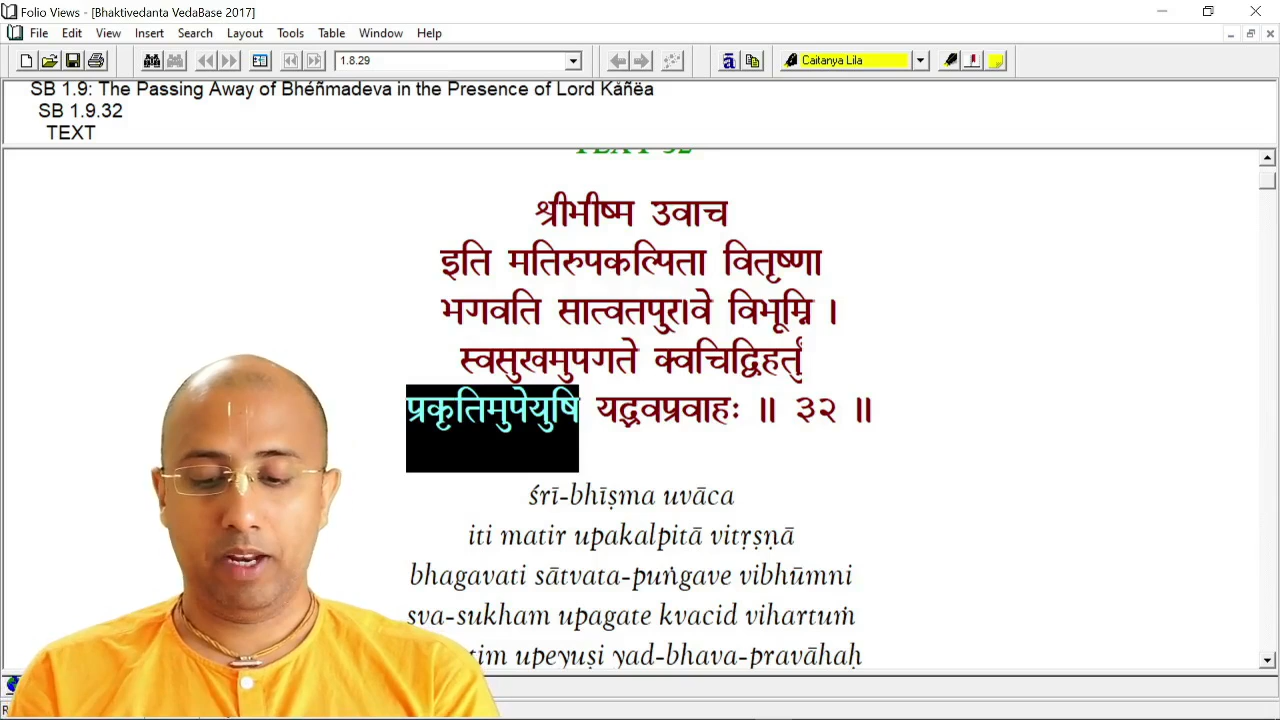 Folio Views - [Bhaktivedanta VedaBase 2017]
File Edit View Insert Search Layout Tools Table Window Help
1.8.29
Caitanya Lila
SB 1.9: The Passing Away of Bhéñmadeva in the Presence of Lord Kåñëa
SB 1.9.32
TEXT
TEXT 32
श्रीभीष्म उवाच
इति मतिरुपकल्पिता वितृष्णा
भगवति सात्वतपुर।वे विभूम्नि ।
स्वसुखमुपगते क्वचिद्विहर्तुं
प्रकृतिमुपेयुषि यद्भवप्रवाहः ॥ ३२ ॥
śrī-bhīṣma uvāca
iti matir upakalpitā vitṛṣṇā
bhagavati sātvata-puṅgave vibhūmni
sva-sukham upagate kvacid vihartuṁ
upeyuṣi yad-bhava-pravāhaḥ